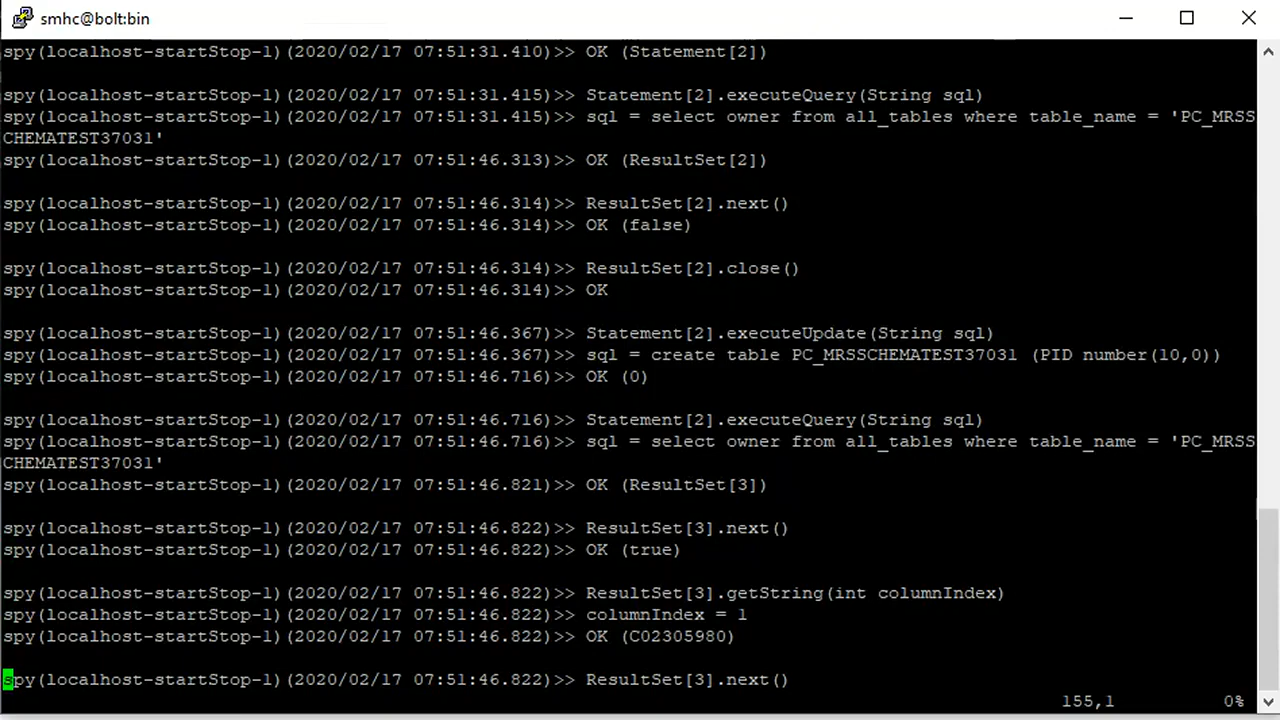 smhc@bolt:bin
spy(localhost-startStop-1)(2020/02/17 07:51:31.410)>> OK (Statement[2])
spy(localhost-startStop-1)(2020/02/17 07:51:31.415)>> Statement[2].executeQuery(String sql)
spy(localhost-startStop-1)(2020/02/17 07:51:31.415)>> sql = select owner from all_tables where table_name = 'PC_MRSS
CHEMATEST37031'
spy(localhost-startStop-1)(2020/02/17 07:51:46.313)>> OK (ResultSet[2])
spy(localhost-startStop-1)(2020/02/17 07:51:46.314)>> ResultSet[2].next()
spy(localhost-startStop-1)(2020/02/17 07:51:46.314)>> OK (false)
spy(localhost-startStop-1)(2020/02/17 07:51:46.314)>> ResultSet[2].close()
spy(localhost-startStop-1)(2020/02/17 07:51:46.314)>> OK
spy(localhost-startStop-1)(2020/02/17 07:51:46.367)>> Statement[2].executeUpdate(String sql)
spy(localhost-startStop-1)(2020/02/17 07:51:46.367)>> sql = create table PC_MRSSCHEMATEST37031 (PID number(10,0))
spy(localhost-startStop-1)(2020/02/17 07:51:46.716)>> OK (0)
spy(localhost-startStop-1)(2020/02/17 07:51:46.716)>> Statement[2].executeQuery(String sql)
spy(localhost-startStop-1)(2020/02/17 07:51:46.716)>> sql = select owner from all_tables where table_name = 'PC_MRSS
CHEMATEST37031'
spy(localhost-startStop-1)(2020/02/17 07:51:46.821)>> OK (ResultSet[3])
spy(localhost-startStop-1)(2020/02/17 07:51:46.822)>> ResultSet[3].next()
spy(localhost-startStop-1)(2020/02/17 07:51:46.822)>> OK (true)
spy(localhost-startStop-1)(2020/02/17 07:51:46.822)>> ResultSet[3].getString(int columnIndex)
spy(localhost-startStop-1)(2020/02/17 07:51:46.822)>> columnIndex = 1
spy(localhost-startStop-1)(2020/02/17 07:51:46.822)>> OK (C02305980)
spy(localhost-startStop-1)(2020/02/17 07:51:46.822)>> ResultSet[3].next()
155,1 0%